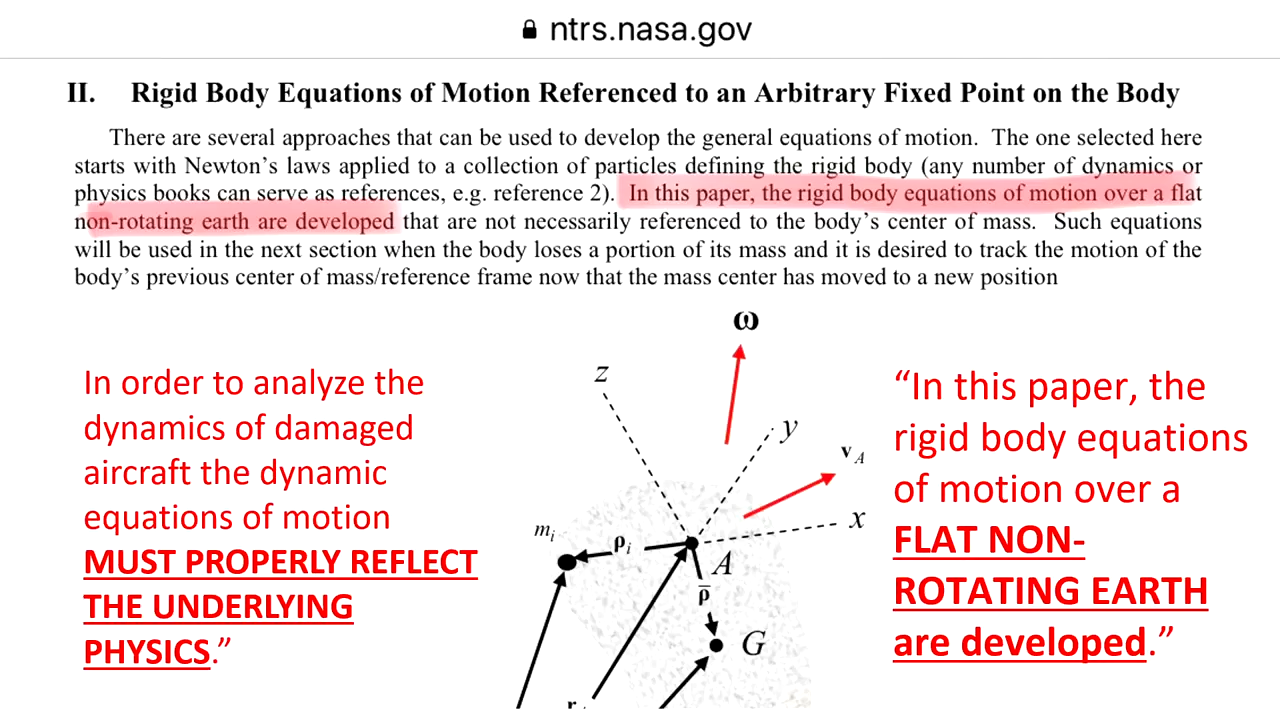 ntrs.nasa.gov
II. Rigid Body Equations of Motion Referenced to an Arbitrary Fixed Point on the Body
There are several approaches that can be used to develop the general equations of motion. The one selected here
starts with Newton’s laws applied to a collection of particles defining the rigid body (any number of dynamics or
physics books can serve as references, e.g. reference 2). In this paper, the rigid body equations of motion over a flat
non-rotating earth are developed that are not necessarily referenced to the body’s center of mass. Such equations
will be used in the next section when the body loses a portion of its mass and it is desired to track the motion of the
body’s previous center of mass/reference frame now that the mass center has moved to a new position
ω
z
y
v A
x
m i
ρ i
A
ρ̄
G
r
In order to analyze the
dynamics of damaged
aircraft the dynamic
equations of motion
MUST PROPERLY REFLECT
THE UNDERLYING
PHYSICS.”
“In this paper, the
rigid body equations
of motion over a
FLAT NON-
ROTATING EARTH
are developed.”